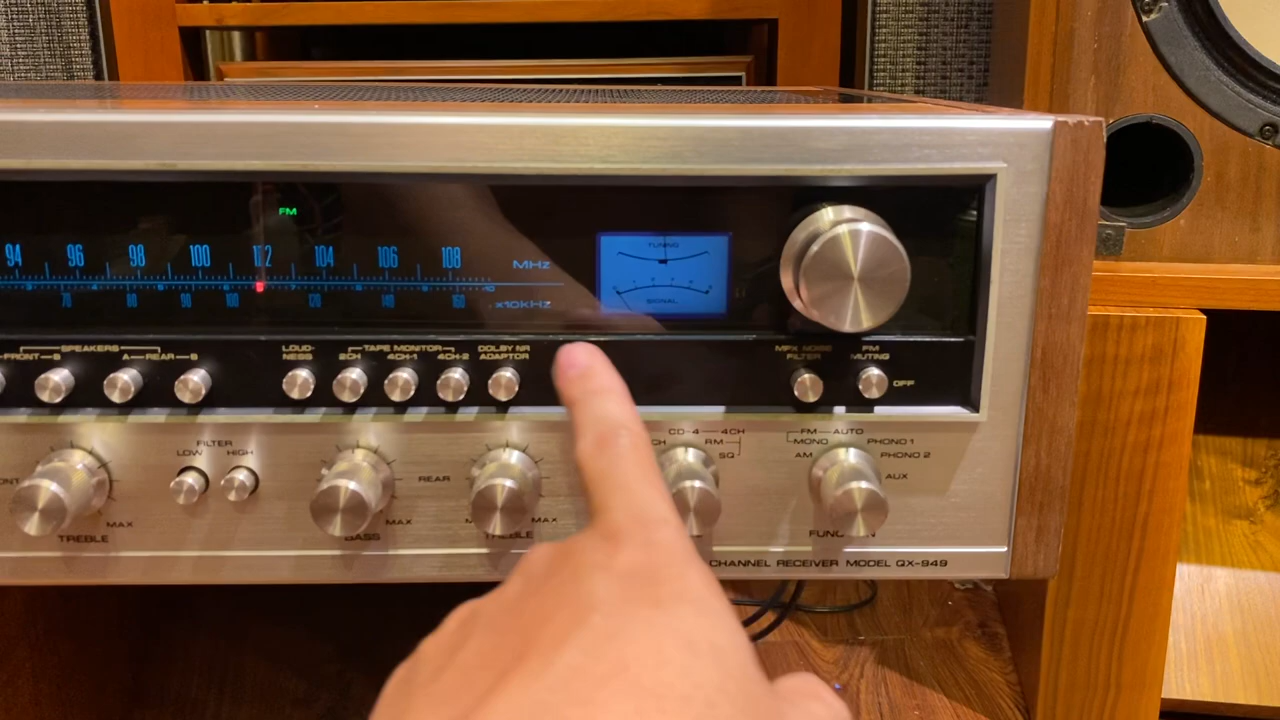 FM
94 96 98 100 102 104 106 108 MHz
70 80 90 100 120 140 160 ×10kHz
TUNING
SIGNAL
SPEAKERS
FRONT B A REAR B
LOUD-
NESS
TAPE MONITOR
2CH 4CH-1 4CH-2
DOLBY NR
ADAPTOR
MPX NOISE
FILTER
FM
MUTING
OFF
FILTER
LOW HIGH
MAX
TREBLE
MAX
BASS
REAR
MAX
TREBLE
CD-4 4CH
RM
SQ
FM AUTO
MONO PHONO 1
AM PHONO 2
AUX
FUNCTION
CHANNEL RECEIVER MODEL QX-949